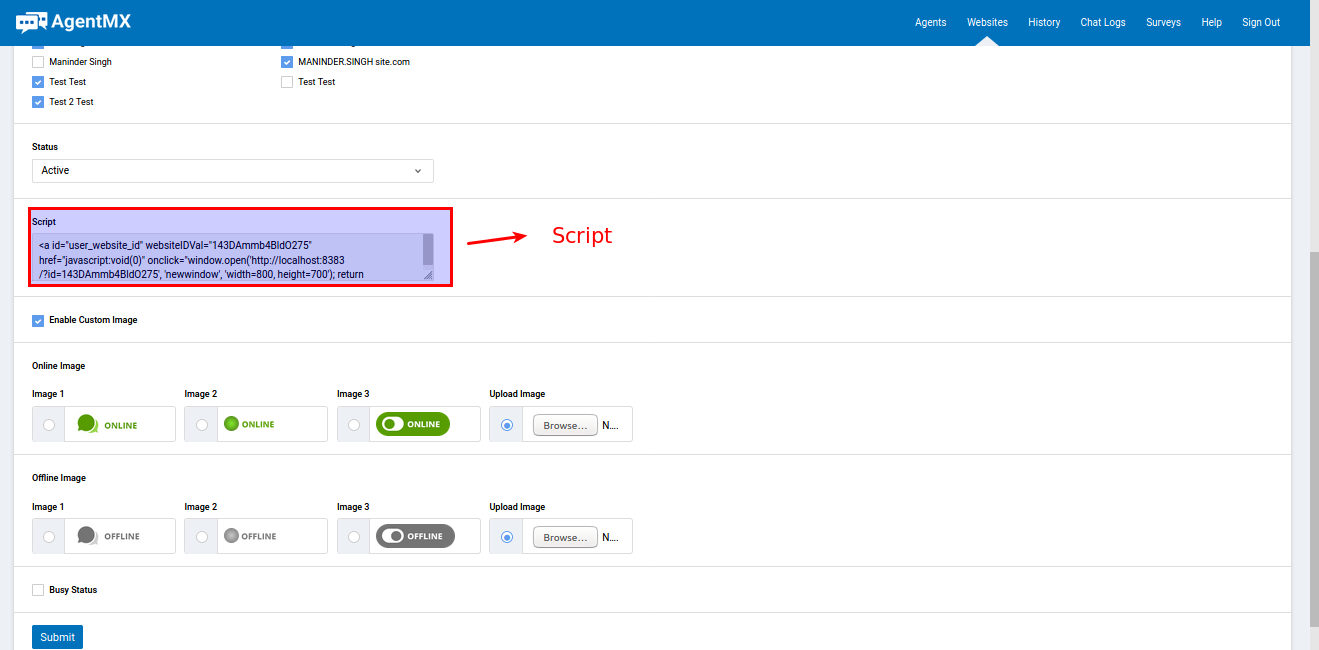 AgentMX
Agents Websites History Chat Logs Surveys Help Sign Out
Maninder Singh MANINDER.SINGH site.com
Test Test Test Test
Test 2 Test
Status
Active
Script
<a id="user_website_id" websiteIDVal="143DAmmb4BIdO275"
href="javascript:void(0)" onclick="window.open('http://localhost:8383
/?id=143DAmmb4BIdO275', 'newwindow', 'width=800, height=700'); return
Script
Enable Custom Image
Online Image
Image 1 Image 2 Image 3 Upload Image
ONLINE ONLINE ONLINE Browse... N....
Offline Image
Image 1 Image 2 Image 3 Upload Image
OFFLINE OFFLINE OFFLINE Browse... N....
Busy Status
Submit